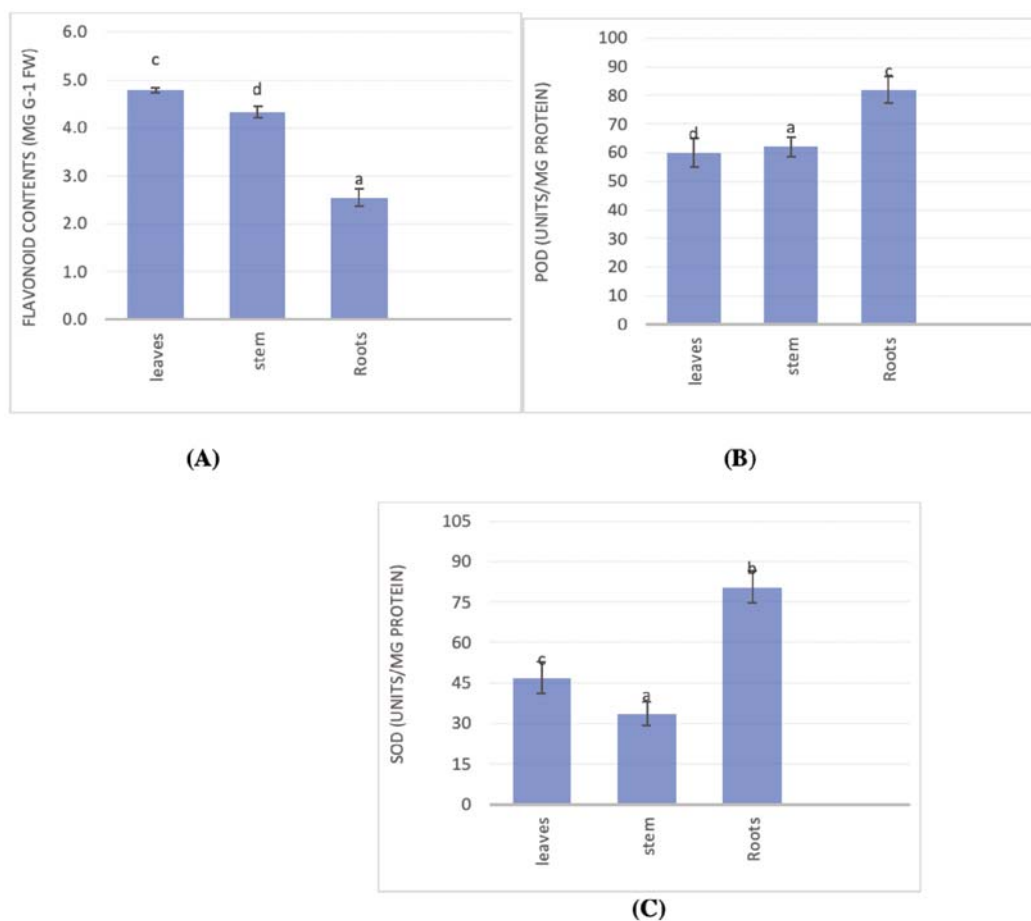 FLAVONOID CONTENTS (MG G-1 FW)
6.0
5.0
4.0
3.0
2.0
1.0
0.0
c
d
a
leaves
stem
Roots
(A)
POD (UNITS/MG PROTEIN)
100
90
80
70
60
50
40
30
20
10
0
d
a
c
leaves
stem
Roots
(B)
SOD (UNITS/MG PROTEIN)
105
90
75
60
45
30
15
0
c
a
b
leaves
stem
Roots
(C)